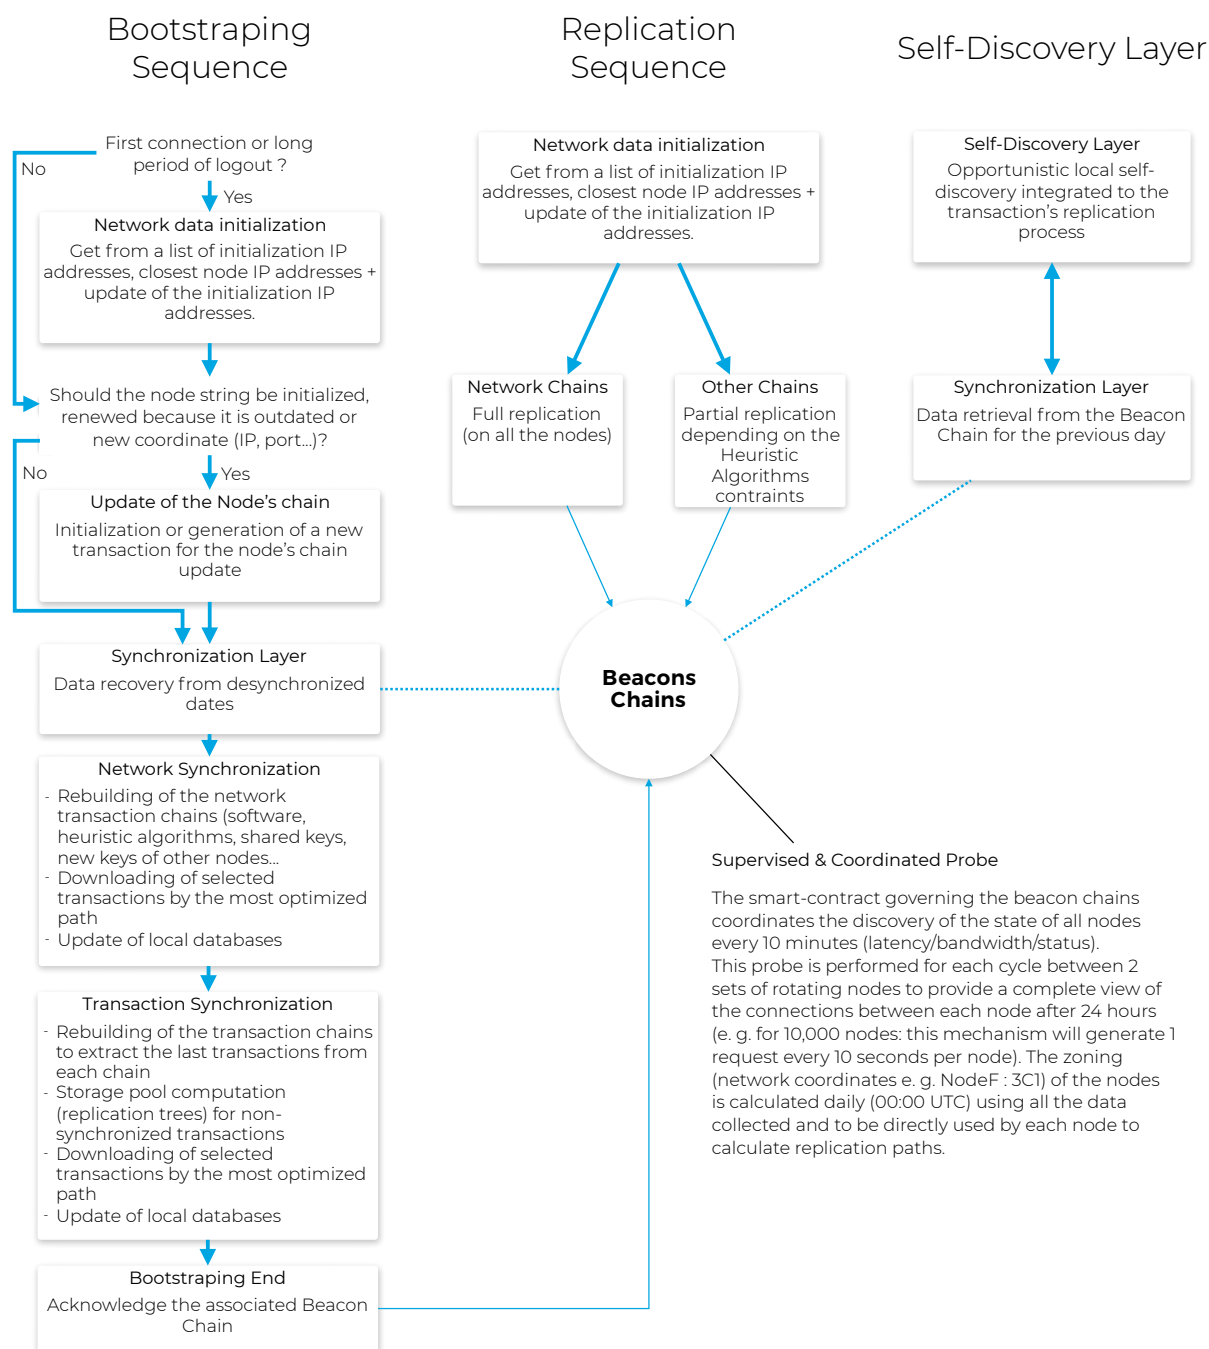 Bootstraping
Sequence
First connection or long
period of logout ?
No
Yes
Network data initialization
Get from a list of initialization IP
addresses, closest node IP addresses +
update of the initialization IP
addresses.
Should the node string be initialized,
renewed because it is outdated or
new coordinate (IP, port...)?
No
Yes
Update of the Node's chain
Initialization or generation of a new
transaction for the node's chain
update
Synchronization Layer
Data recovery from desynchronized
dates
Network Synchronization
- Rebuilding of the network
transaction chains (software,
heuristic algorithms, shared keys,
new keys of other nodes...
- Downloading of selected
transactions by the most optimized
path
- Update of local databases
Transaction Synchronization
- Rebuilding of the transaction chains
to extract the last transactions from
each chain
- Storage pool computation
(replication trees) for non-
synchronized transactions
- Downloading of selected
transactions by the most optimized
path
- Update of local databases
Bootstraping End
Acknowledge the associated Beacon
Chain
Replication
Sequence
Network data initialization
Get from a list of initialization IP
addresses, closest node IP addresses +
update of the initialization IP
addresses.
Network Chains
Full replication
(on all the nodes)
Other Chains
Partial replication
depending on the
Heuristic
Algorithms
contraints
Beacons
Chains
Self-Discovery Layer
Self-Discovery Layer
Opportunistic local self-
discovery integrated to the
transaction's replication
process
Synchronization Layer
Data retrieval from the Beacon
Chain for the previous day
Supervised & Coordinated Probe
The smart-contract governing the beacon chains
coordinates the discovery of the state of all nodes
every 10 minutes (latency/bandwidth/status).
This probe is performed for each cycle between 2
sets of rotating nodes to provide a complete view of
the connections between each node after 24 hours
(e. g. for 10,000 nodes: this mechanism will generate 1
request every 10 seconds per node). The zoning
(network coordinates e. g. NodeF : 3C1) of the nodes
is calculated daily (00:00 UTC) using all the data
collected and to be directly used by each node to
calculate replication paths.